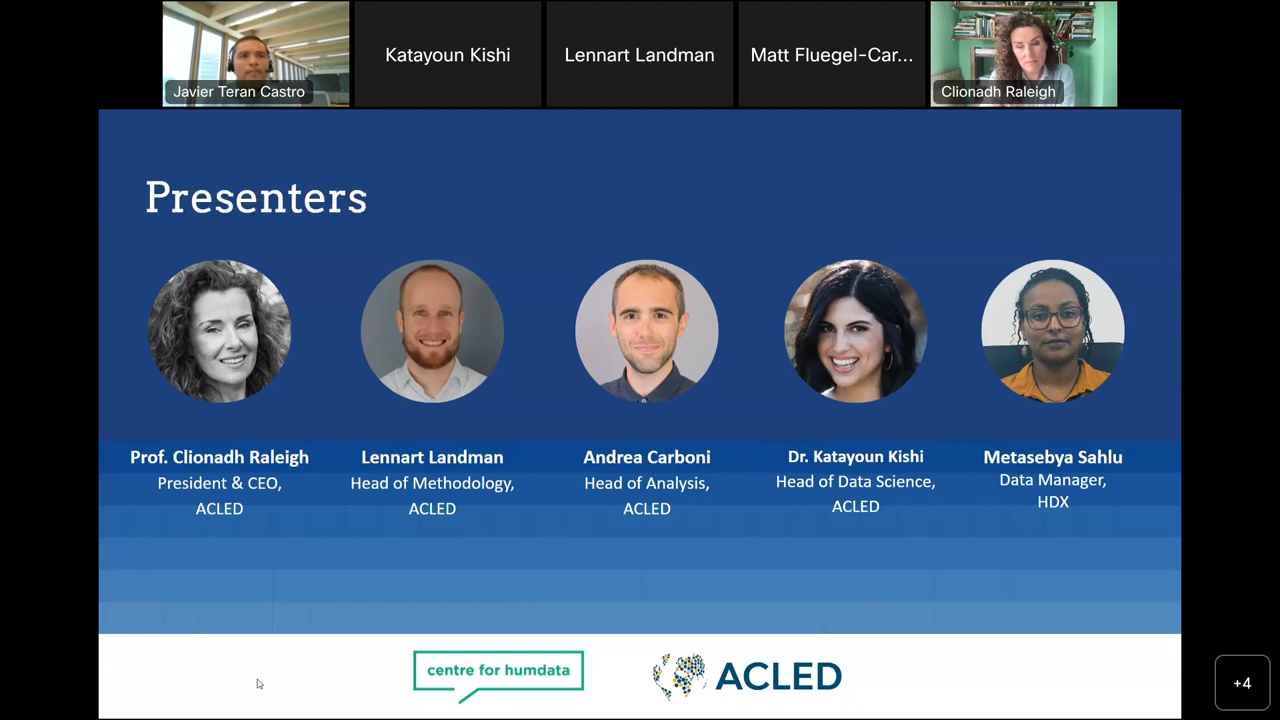 Javier Teran Castro
Katayoun Kishi
Lennart Landman
Matt Fluegel-Car...
Clionadh Raleigh
Presenters
Prof. Clionadh Raleigh
President & CEO,
ACLED
Lennart Landman
Head of Methodology,
ACLED
Andrea Carboni
Head of Analysis,
ACLED
Dr. Katayoun Kishi
Head of Data Science,
ACLED
Metasebya Sahlu
Data Manager,
HDX
centre for humdata
ACLED
+4